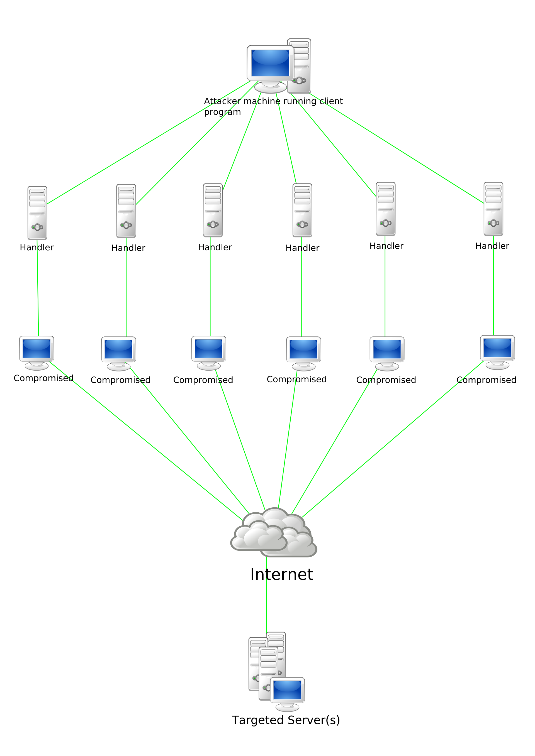 Attacker machine running client
program
Handler
Handler
Handler
Handler
Handler
Handler
Compromised
Compromised
Compromised
Compromised
Compromised
Compromised
Internet
Targeted Server(s)